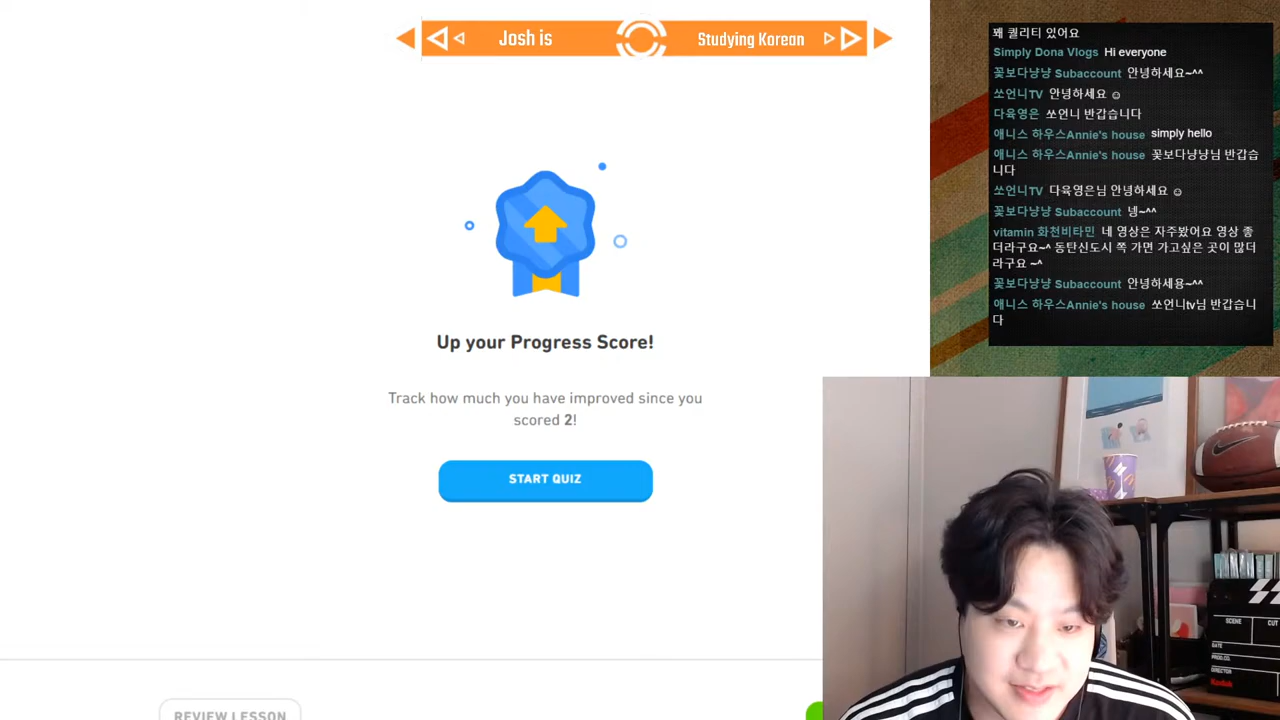 Josh is
Studying Korean
Up your Progress Score!
Track how much you have improved since you
scored 2!
START QUIZ
REVIEW LESSON
꽤 퀄리티 있어요
Simply Dona Vlogs Hi everyone
꽃보다냥냥 Subaccount 안녕하세요~^^
쏘언니TV 안녕하세요 ☺
다육영은 쏘언니 반갑습니다
애니스 하우스Annie's house simply hello
애니스 하우스Annie's house 꽃보다냥냥님 반갑습
니다
쏘언니TV 다육영은님 안녕하세요 ☺
꽃보다냥냥 Subaccount 넹~^^
vitamin 화천비타민 네 영상은 자주봤어요 영상 좋
더라구요~^ 동탄신도시 쪽 가면 가고싶은 곳이 많더
라구요 ~^
꽃보다냥냥 Subaccount 안녕하세용~^^
애니스 하우스Annie's house 쏘언니tv님 반갑습니
다
SCENE
CUT
DATE
PROD.CO.
DIRECTOR
Kodak